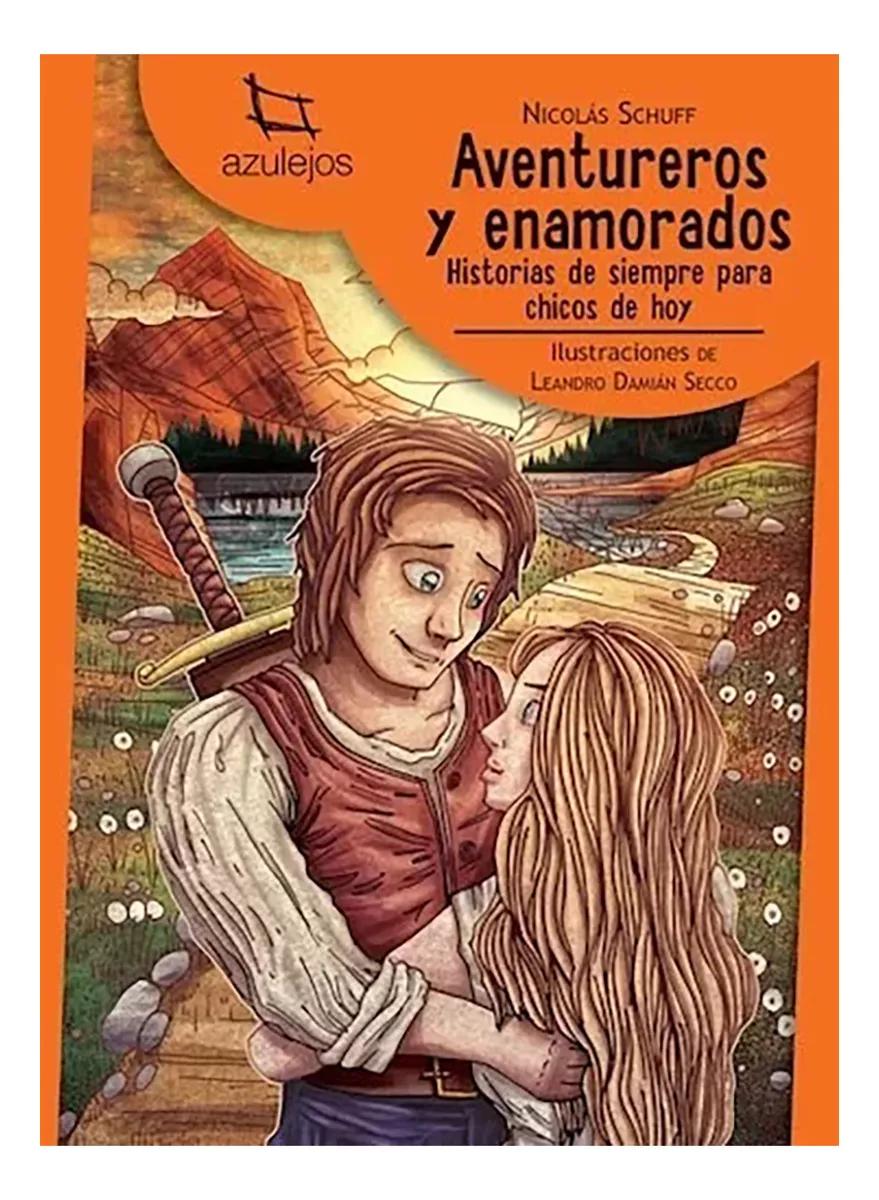 azulejos
Nicolás Schuff
Aventureros
y enamorados
Historias de siempre para
chicos de hoy
Ilustraciones de
Leandro Damián Secco